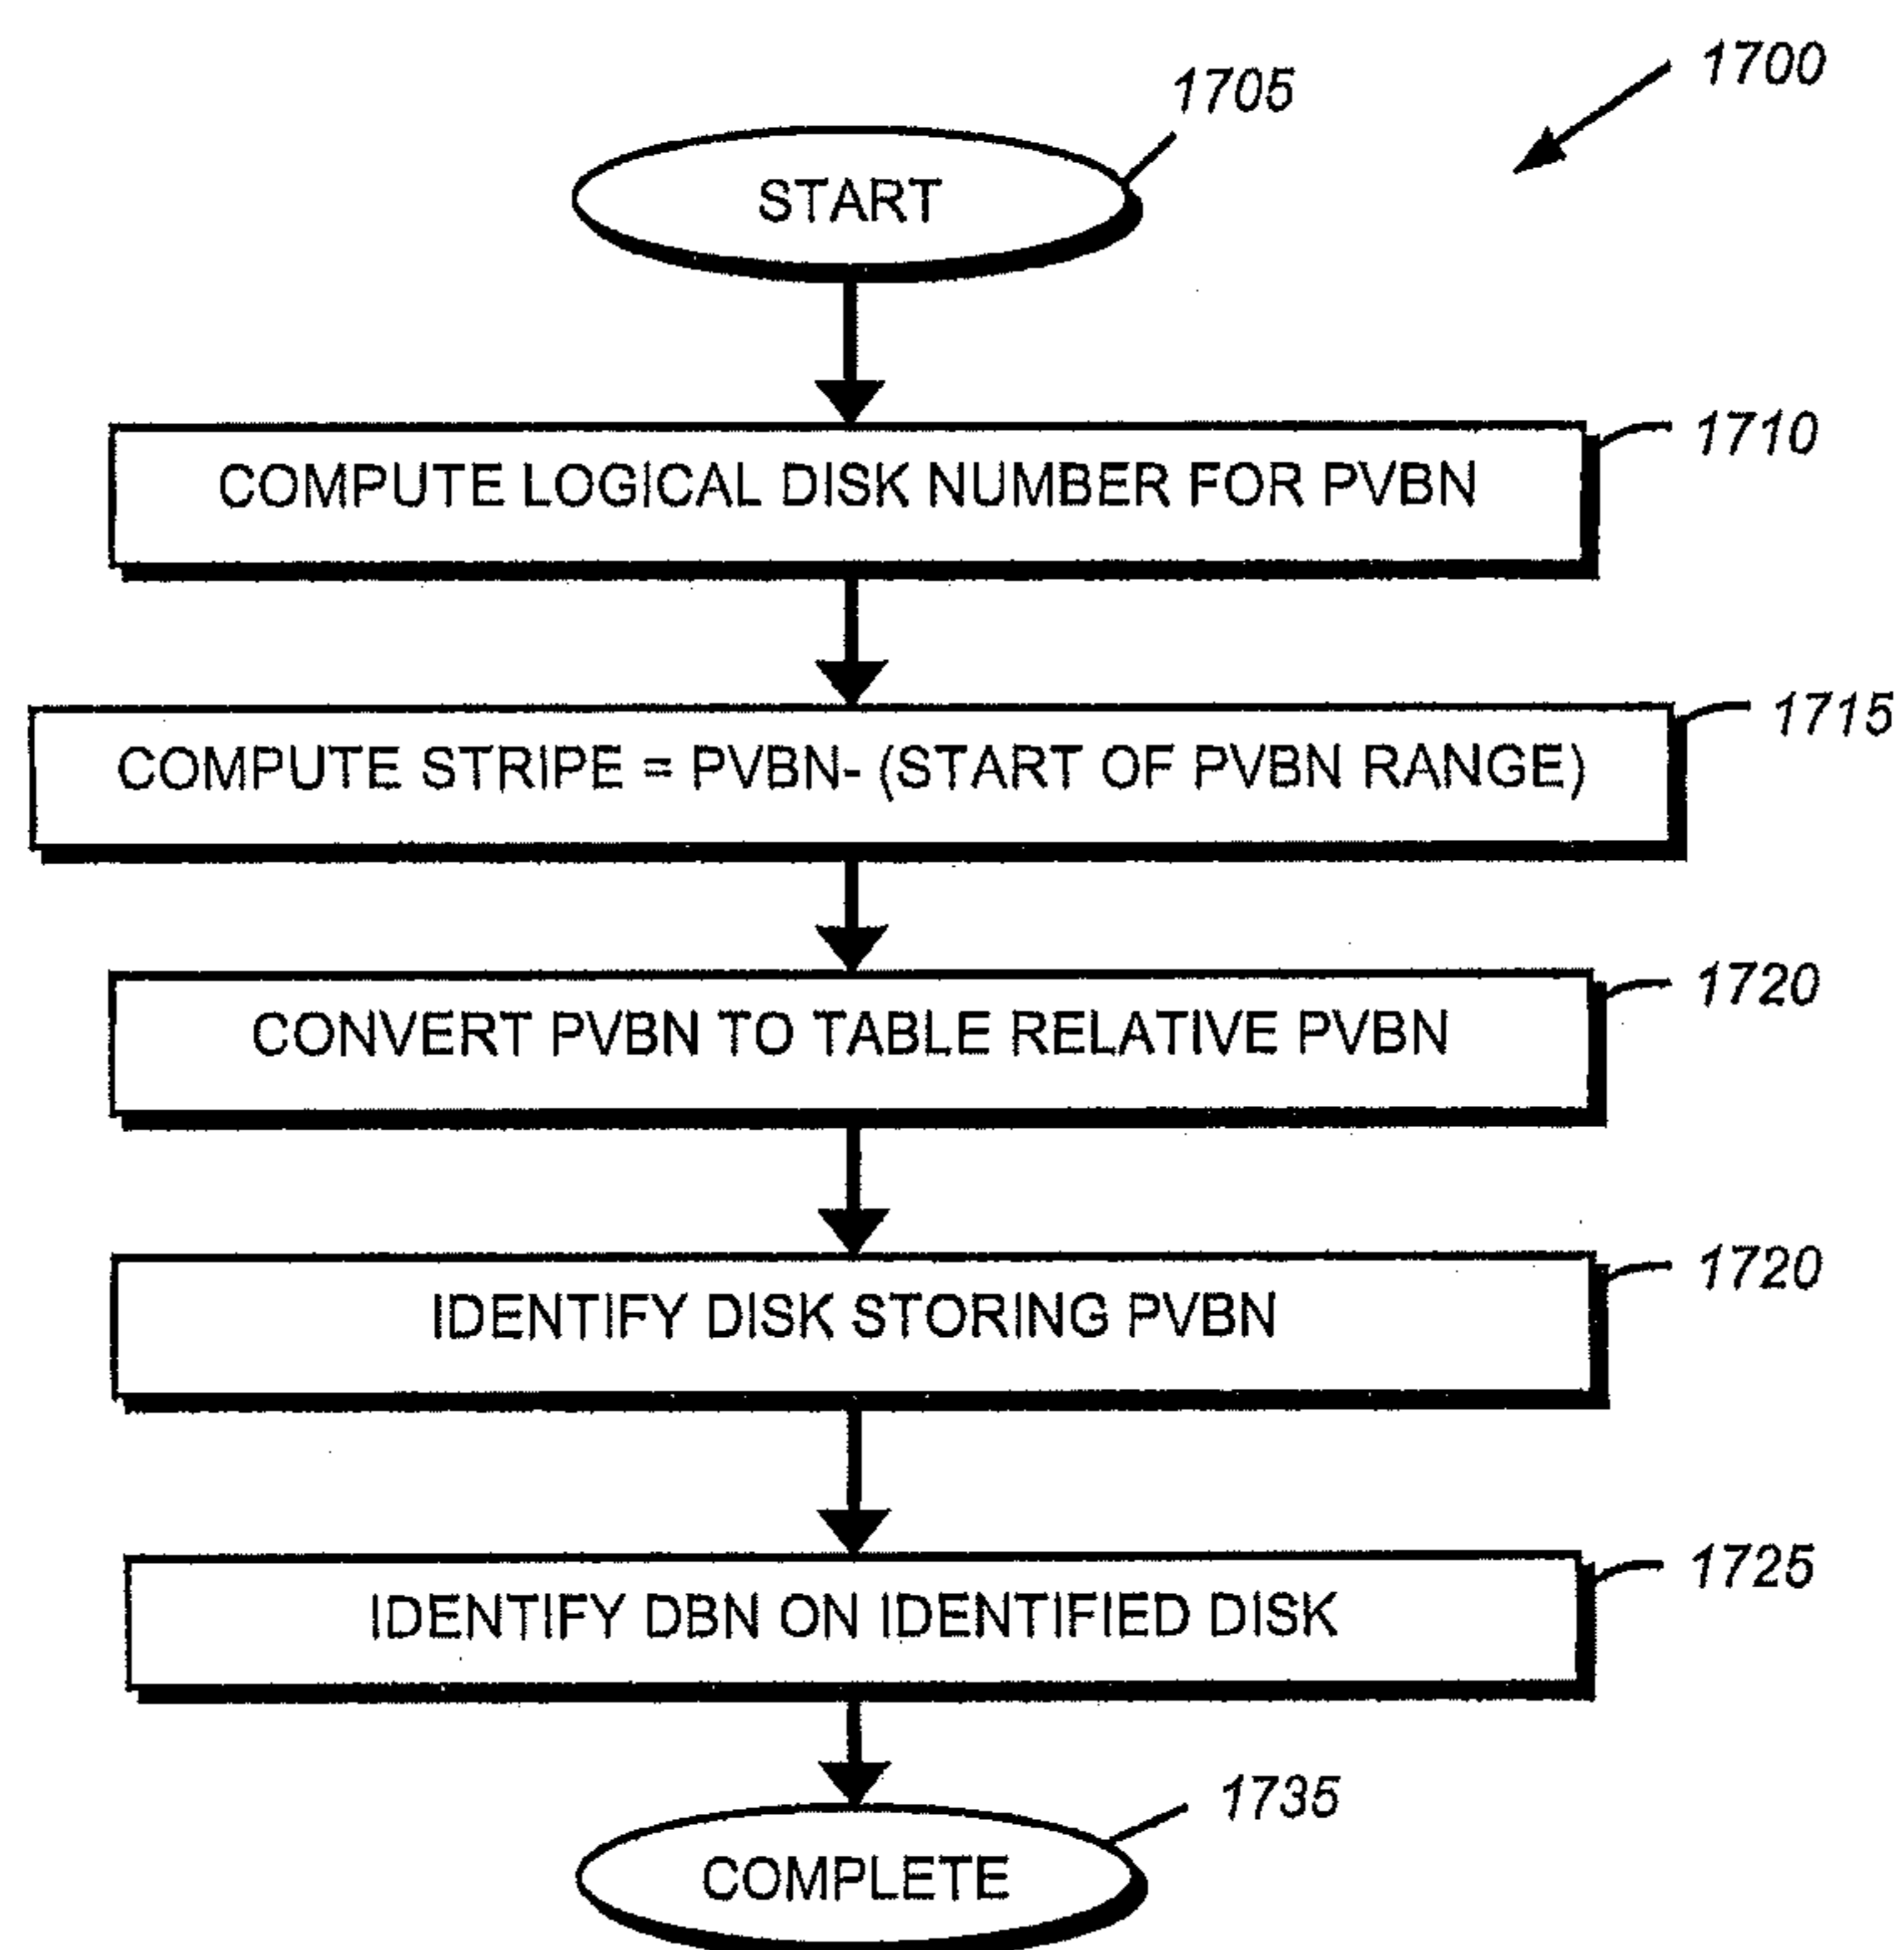 1700
1705
START
1710
COMPUTE LOGICAL DISK NUMBER FOR PVBN
1715
COMPUTE STRIPE = PVBN- (START OF PVBN RANGE)
1720
CONVERT PVBN TO TABLE RELATIVE PVBN
1720
IDENTIFY DISK STORING PVBN
1725
IDENTIFY DBN ON IDENTIFIED DISK
1735
COMPLETE